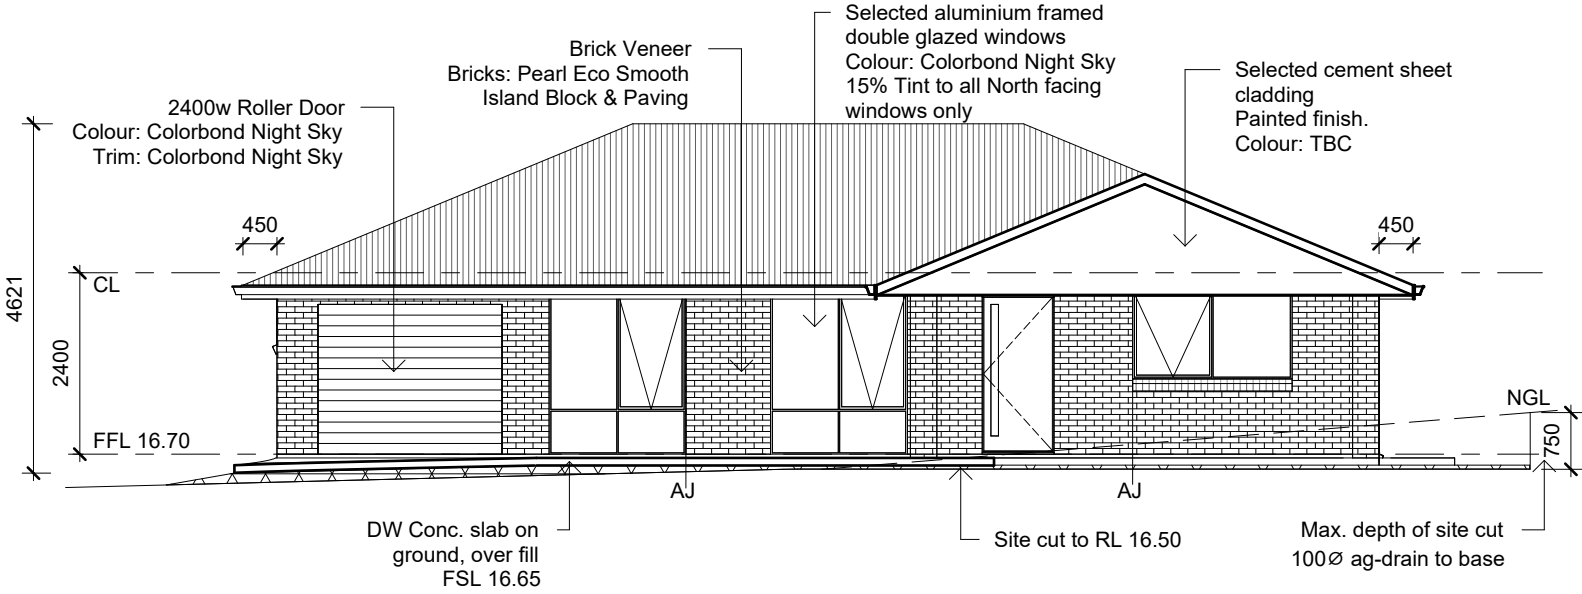 Selected aluminium framed
double glazed windows
Colour: Colorbond Night Sky
15% Tint to all North facing
windows only
Brick Veneer
Bricks: Pearl Eco Smooth
Island Block & Paving
Selected cement sheet
cladding
Painted finish.
Colour: TBC
2400w Roller Door
Colour: Colorbond Night Sky
Trim: Colorbond Night Sky
450
450
CL
4621
2400
FFL 16.70
NGL
750
AJ
AJ
DW Conc. slab on
ground, over fill
FSL 16.65
Site cut to RL 16.50
Max. depth of site cut
100∅ ag-drain to base